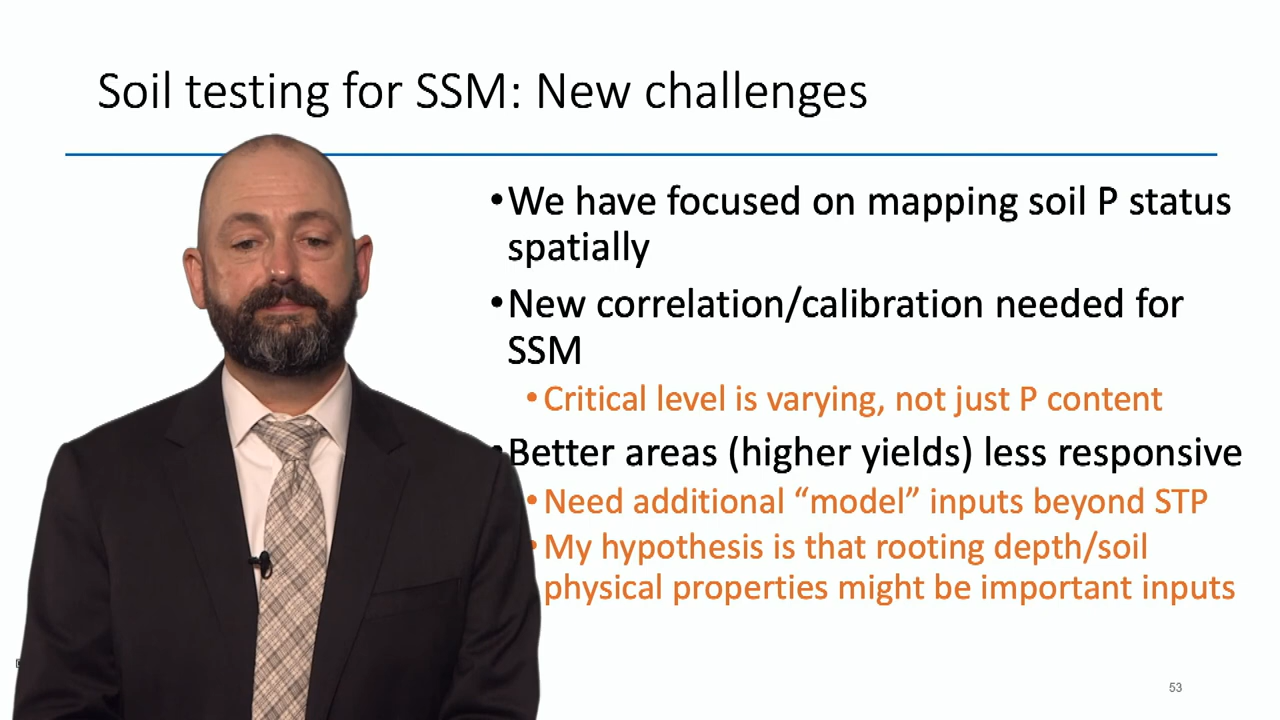 Soil testing for SSM: New challenges
•We have focused on mapping soil P status
spatially
•New correlation/calibration needed for
SSM
•Critical level is varying, not just P content
•Better areas (higher yields) less responsive
•Need additional “model” inputs beyond STP
•My hypothesis is that rooting depth/soil
physical properties might be important inputs
53